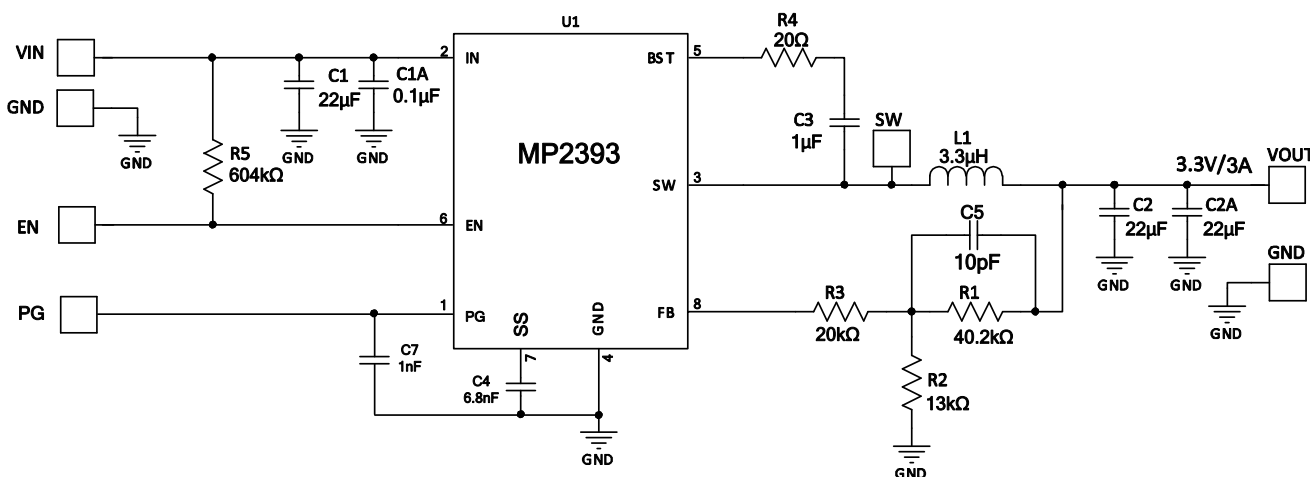 U1
R4
20Ω
VIN
2
IN
BST
5
C1
22µF
C1A
0.1µF
GND
GND
GND
GND
R5
604kΩ
MP2393
C3
1µF
SW
L1
3.3µH
SW
3
3.3V/3A
VOUT
C2
22µF
C2A
22µF
EN
6
EN
C5
10pF
GND
GND
GND
GND
PG
1
PG
SS
GND
FB
8
R3
20kΩ
R1
40.2kΩ
7
4
C7
1nF
C4
6.8nF
R2
13kΩ
GND
GND